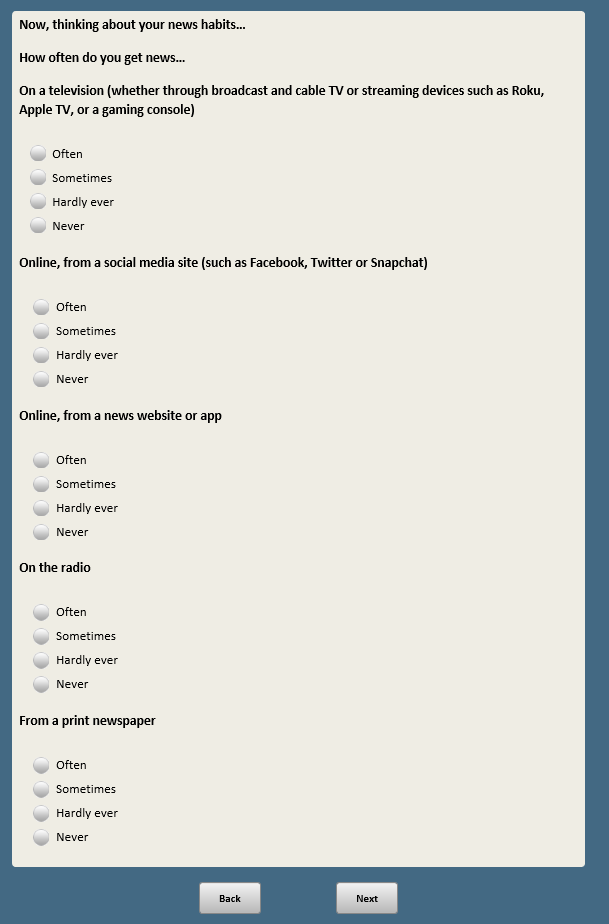 Now, thinking about your news habits...
How often do you get news...
On a television (whether through broadcast and cable TV or streaming devices such as Roku,
Apple TV, or a gaming console)
Often
Sometimes
Hardly ever
Never
Online, from a social media site (such as Facebook, Twitter or Snapchat)
Often
Sometimes
Hardly ever
Never
Online, from a news website or app
Often
Sometimes
Hardly ever
Never
On the radio
Often
Sometimes
Hardly ever
Never
From a print newspaper
Often
Sometimes
Hardly ever
Never
Back Next